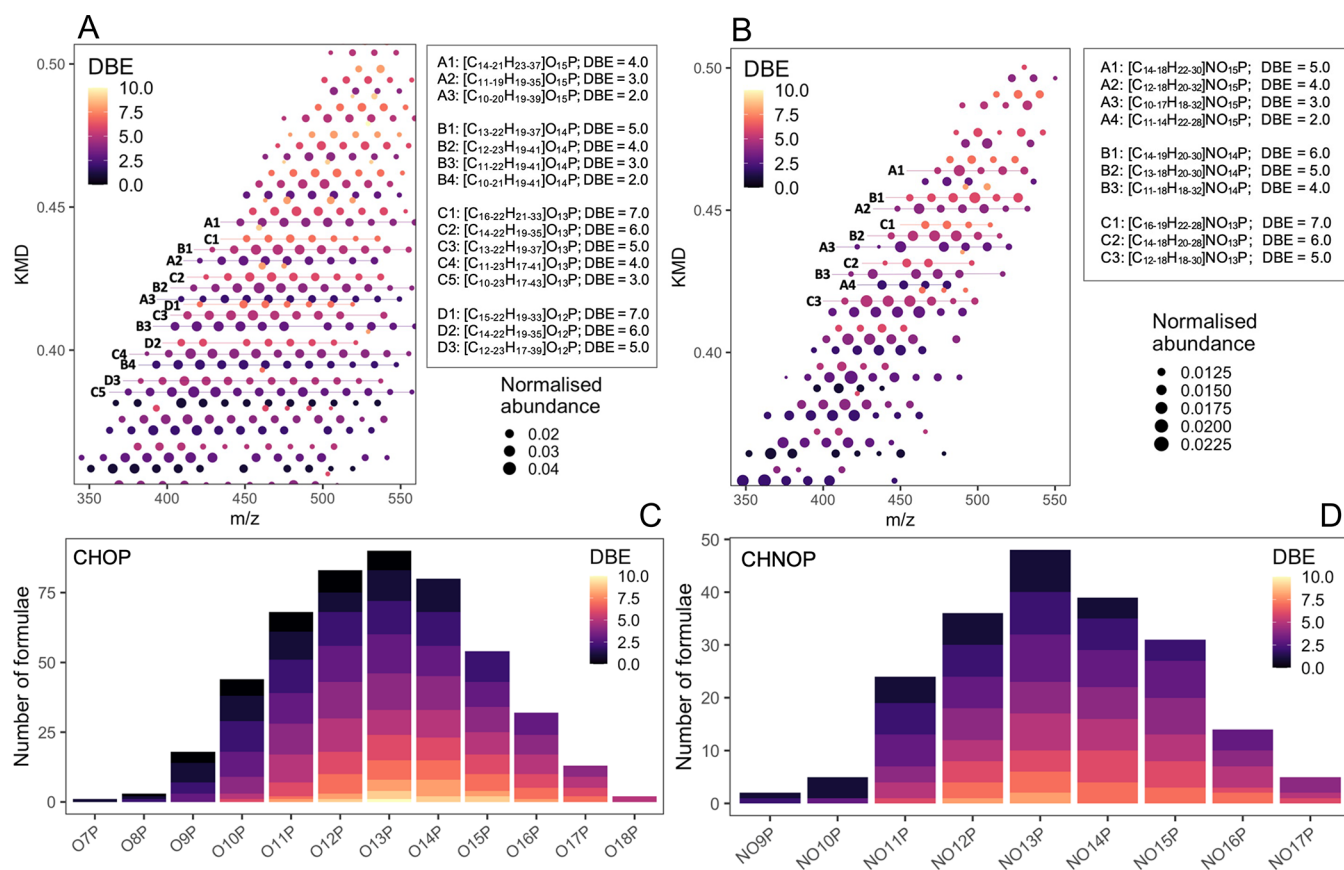 A
DBE
10.0
7.5
5.0
2.5
0.0
0.50
0.45
0.40
KMD
A1
C1
B1
A2
C2
B2
A3
D1
C3
B3
D2
C4
B4
D3
C5
350
400
450
500
550
m/z
A1: [C₁₄₋₂₁H₂₃₋₃₇]O₁₅P; DBE = 4.0
A2: [C₁₁₋₁₉H₁₉₋₃₅]O₁₅P; DBE = 3.0
A3: [C₁₀₋₂₀H₁₉₋₃₉]O₁₅P; DBE = 2.0
B1: [C₁₃₋₂₂H₁₉₋₃₇]O₁₄P; DBE = 5.0
B2: [C₁₂₋₂₃H₁₉₋₄₁]O₁₄P; DBE = 4.0
B3: [C₁₁₋₂₂H₁₉₋₄₁]O₁₄P; DBE = 3.0
B4: [C₁₀₋₂₁H₁₉₋₄₁]O₁₄P; DBE = 2.0
C1: [C₁₆₋₂₂H₂₁₋₃₃]O₁₃P; DBE = 7.0
C2: [C₁₄₋₂₂H₁₉₋₃₅]O₁₃P; DBE = 6.0
C3: [C₁₃₋₂₂H₁₉₋₃₇]O₁₃P; DBE = 5.0
C4: [C₁₁₋₂₃H₁₇₋₄₁]O₁₃P; DBE = 4.0
C5: [C₁₀₋₂₃H₁₇₋₄₃]O₁₃P; DBE = 3.0
D1: [C₁₅₋₂₂H₁₉₋₃₃]O₁₂P; DBE = 7.0
D2: [C₁₄₋₂₂H₁₉₋₃₅]O₁₂P; DBE = 6.0
D3: [C₁₂₋₂₃H₁₇₋₃₉]O₁₂P; DBE = 5.0
Normalised
abundance
0.02
0.03
0.04
B
DBE
10.0
7.5
5.0
2.5
0.0
0.50
0.45
0.40
KMD
A1
B1
A2
C1
B2
A3
C2
B3
A4
C3
350
400
450
500
550
m/z
A1: [C₁₄₋₁₈H₂₂₋₃₀]NO₁₅P; DBE = 5.0
A2: [C₁₂₋₁₈H₂₀₋₃₂]NO₁₅P; DBE = 4.0
A3: [C₁₀₋₁₇H₁₈₋₃₂]NO₁₅P; DBE = 3.0
A4: [C₁₁₋₁₄H₂₂₋₂₈]NO₁₅P; DBE = 2.0
B1: [C₁₄₋₁₉H₂₀₋₃₀]NO₁₄P; DBE = 6.0
B2: [C₁₃₋₁₈H₂₀₋₃₀]NO₁₄P; DBE = 5.0
B3: [C₁₁₋₁₈H₁₈₋₃₂]NO₁₄P; DBE = 4.0
C1: [C₁₆₋₁₉H₂₂₋₂₈]NO₁₃P; DBE = 7.0
C2: [C₁₄₋₁₈H₂₀₋₂₈]NO₁₃P; DBE = 6.0
C3: [C₁₂₋₁₈H₁₈₋₃₀]NO₁₃P; DBE = 5.0
Normalised
abundance
0.0125
0.0150
0.0175
0.0200
0.0225
C
CHOP
DBE
10.0
7.5
5.0
2.5
0.0
75
50
25
0
Number of formulae
O7P
O8P
O9P
O10P
O11P
O12P
O13P
O14P
O15P
O16P
O17P
O18P
D
CHNOP
DBE
10.0
7.5
5.0
2.5
0.0
50
40
30
20
10
0
Number of formulae
NO9P
NO10P
NO11P
NO12P
NO13P
NO14P
NO15P
NO16P
NO17P